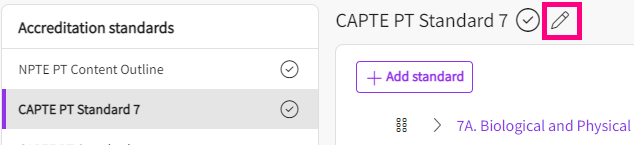 Accreditation standards
NPTE PT Content Outline
CAPTE PT Standard 7
CAPTE PT Standard 7
+ Add standard
7A. Biological and Physical